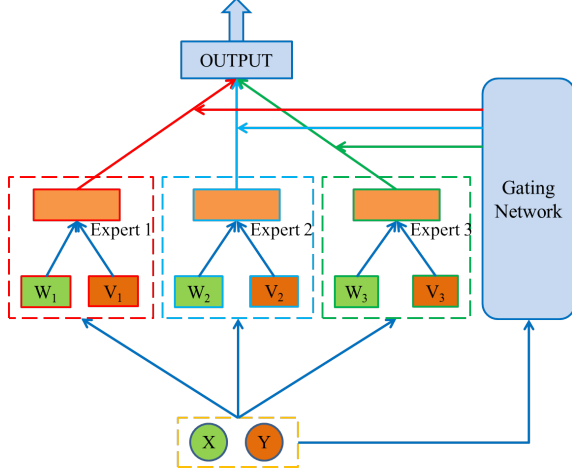 OUTPUT
Gating
Network
Expert 1
Expert 2
Expert 3
W₁
V₁
W₂
V₂
W₃
V₃
X
Y